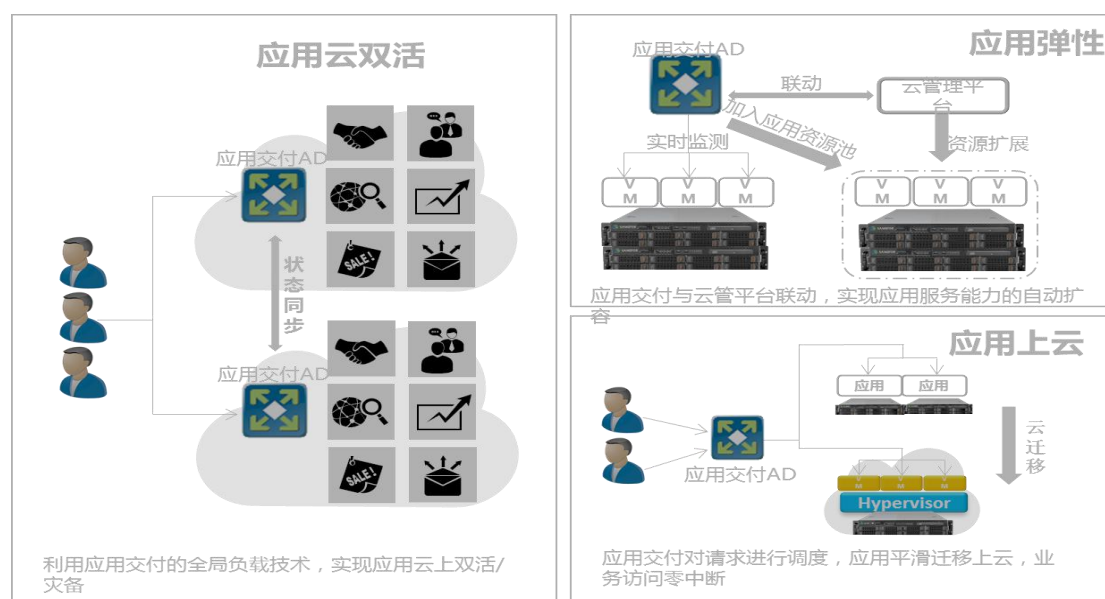 应用云双活
应用交付AD
SALE!
状
态
同
步
应用交付AD
SALE!
利用应用交付的全局负载技术，实现应用云上双活/
灾备
应用弹性
应用交付AD
联动
云管理平
台
加入应用资源池
实时监测
资源扩展
V
M
V
M
V
M
V
M
V
M
V
M
应用交付与云管平台联动，实现应用服务能力的自动扩
容
应用上云
应用
应用
应用交付AD
云
迁
移
V
M
V
M
V
M
Hypervisor
应用交付对请求进行调度，应用平滑迁移上云，业
务访问零中断